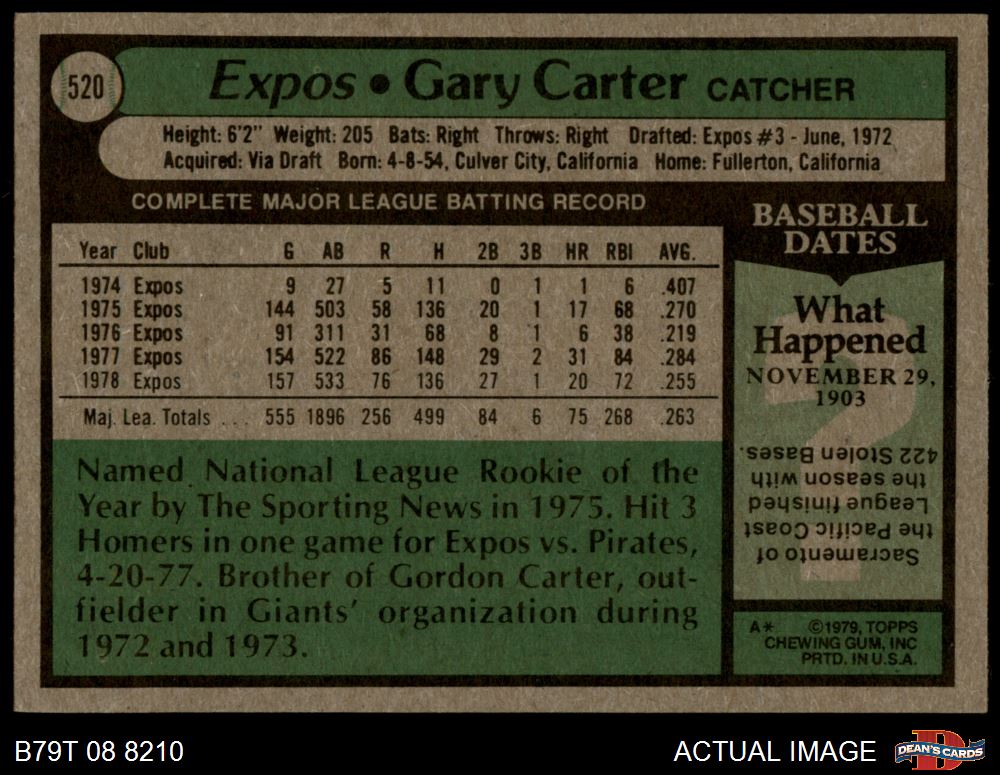 520
Expos • Gary Carter CATCHER
Height: 6'2" Weight: 205 Bats: Right Throws: Right Drafted: Expos #3 - June, 1972
Acquired: Via Draft Born: 4-8-54, Culver City, California Home: Fullerton, California
COMPLETE MAJOR LEAGUE BATTING RECORD
Year Club G AB R H 2B 3B HR RBI AVG.
1974 Expos 9 27 5 11 0 1 1 6 .407
1975 Expos 144 503 58 136 20 1 17 68 .270
1976 Expos 91 311 31 68 8 1 6 38 .219
1977 Expos 154 522 86 148 29 2 31 84 .284
1978 Expos 157 533 76 136 27 1 20 72 .255
Maj. Lea. Totals . . . 555 1896 256 499 84 6 75 268 .263
Named National League Rookie of the
Year by The Sporting News in 1975. Hit 3
Homers in one game for Expos vs. Pirates,
4-20-77. Brother of Gordon Carter, out-
fielder in Giants' organization during
1972 and 1973.
BASEBALL
DATES
What
Happened
NOVEMBER 29,
1903
Sacramento of
the Pacific Coast
League finished
the season with
422 Stolen Bases.
A* ©1979, TOPPS
CHEWING GUM, INC
PRTD. IN U.S.A.
B79T 08 8210
ACTUAL IMAGE
DEAN'S CARDS